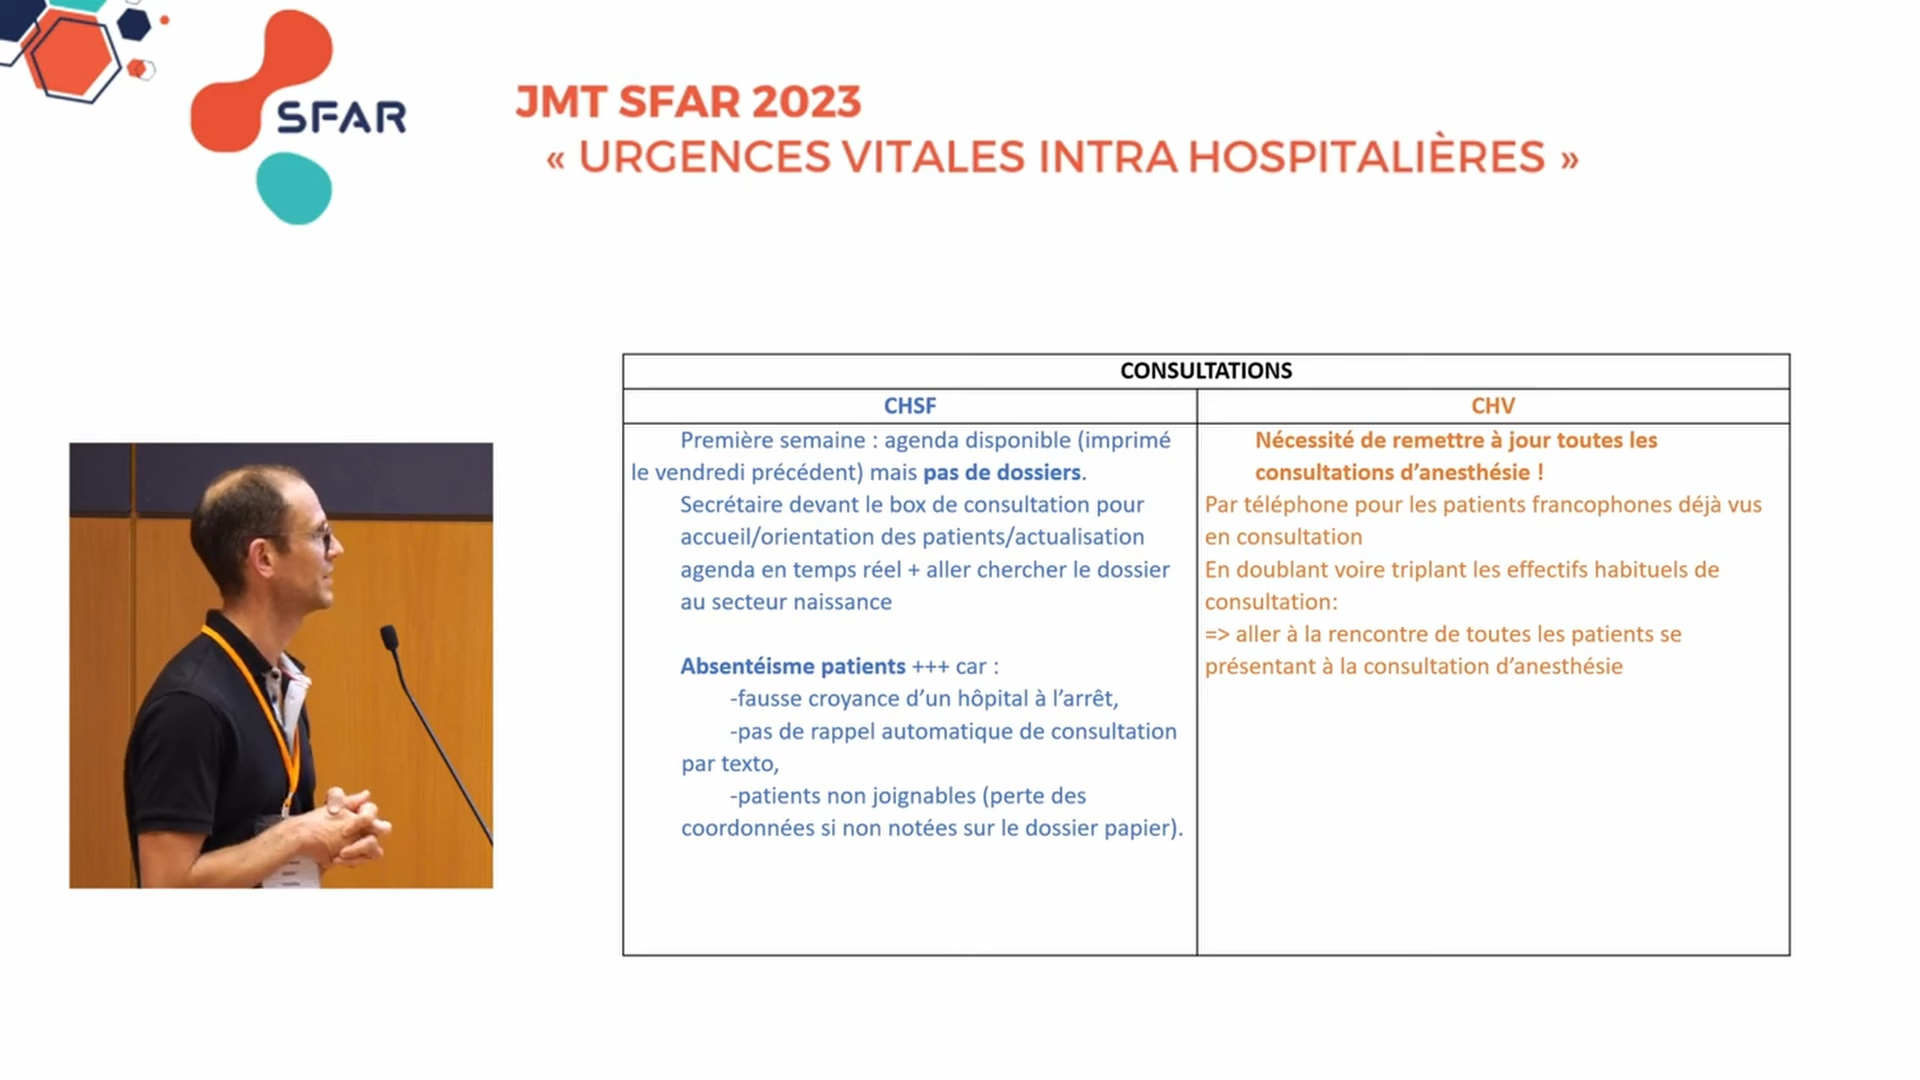 SFAR
JMT SFAR 2023
« URGENCES VITALES INTRA HOSPITALIÈRES »
CONSULTATIONS
CHSF
CHV
Première semaine : agenda disponible (imprimé
le vendredi précédent) mais pas de dossiers.
Secrétaire devant le box de consultation pour
accueil/orientation des patients/actualisation
agenda en temps réel + aller chercher le dossier
au secteur naissance
Absentéisme patients +++ car :
-fausse croyance d’un hôpital à l’arrêt,
-pas de rappel automatique de consultation
par texto,
-patients non joignables (perte des
coordonnées si non notées sur le dossier papier).
Nécessité de remettre à jour toutes les
consultations d’anesthésie !
Par téléphone pour les patients francophones déjà vus
en consultation
En doublant voire triplant les effectifs habituels de
consultation:
=> aller à la rencontre de toutes les patients se
présentant à la consultation d’anesthésie